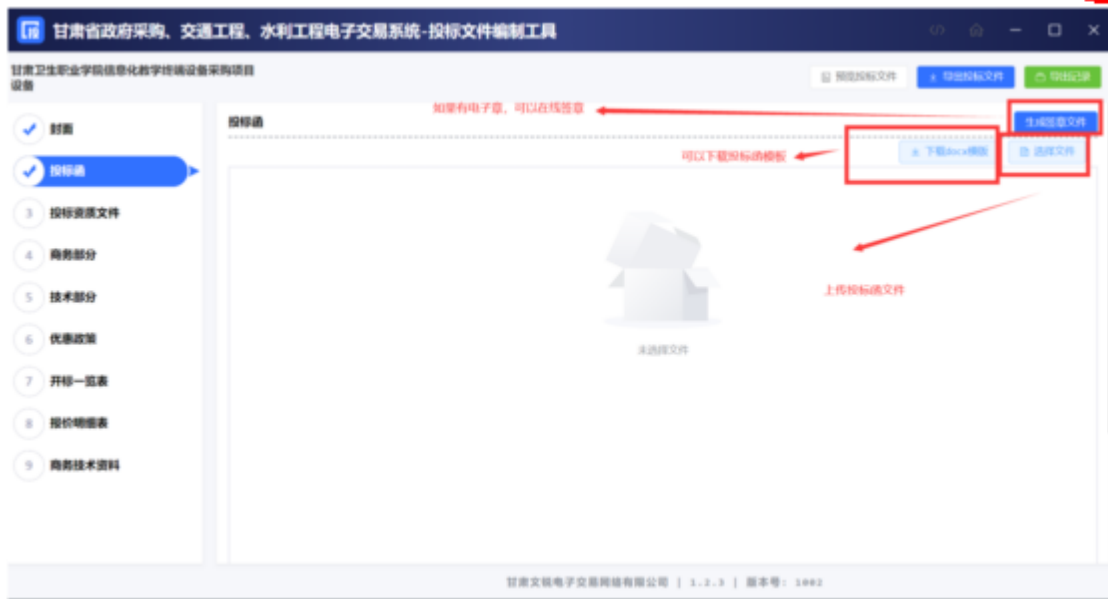 甘肃省政府采购、交通工程、水利工程电子交易系统-投标文件编制工具
甘肃卫生职业学院信息化教学终端设备采购项目
设备
预览投标文件
导出投标文件
导出记录
封面
投标函
3 投标资质文件
4 商务部分
5 技术部分
6 优惠政策
7 开标一览表
8 报价明细表
9 商务技术资料
投标函
如果有电子章，可以在线签章
生成签章文件
可以下载投标函模板
下载docx模板
选择文件
上传投标函文件
未选择文件
甘肃文锐电子交易网络有限公司 | 1.2.3 | 版本号: 1002